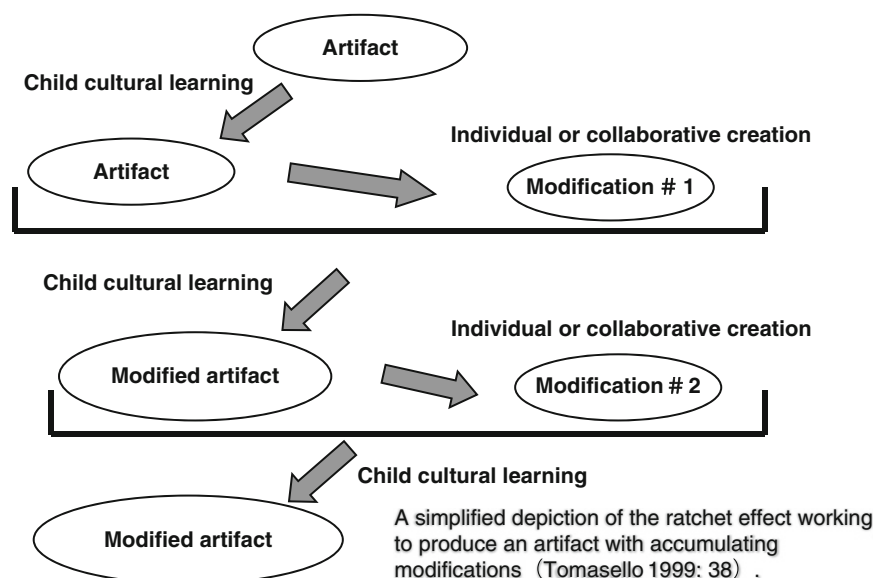 Artifact
Child cultural learning
Individual or collaborative creation
Artifact
Modification # 1
Child cultural learning
Individual or collaborative creation
Modified artifact
Modification # 2
Child cultural learning
Modified artifact
A simplified depiction of the ratchet effect working
to produce an artifact with accumulating
modifications（Tomasello 1999: 38）.